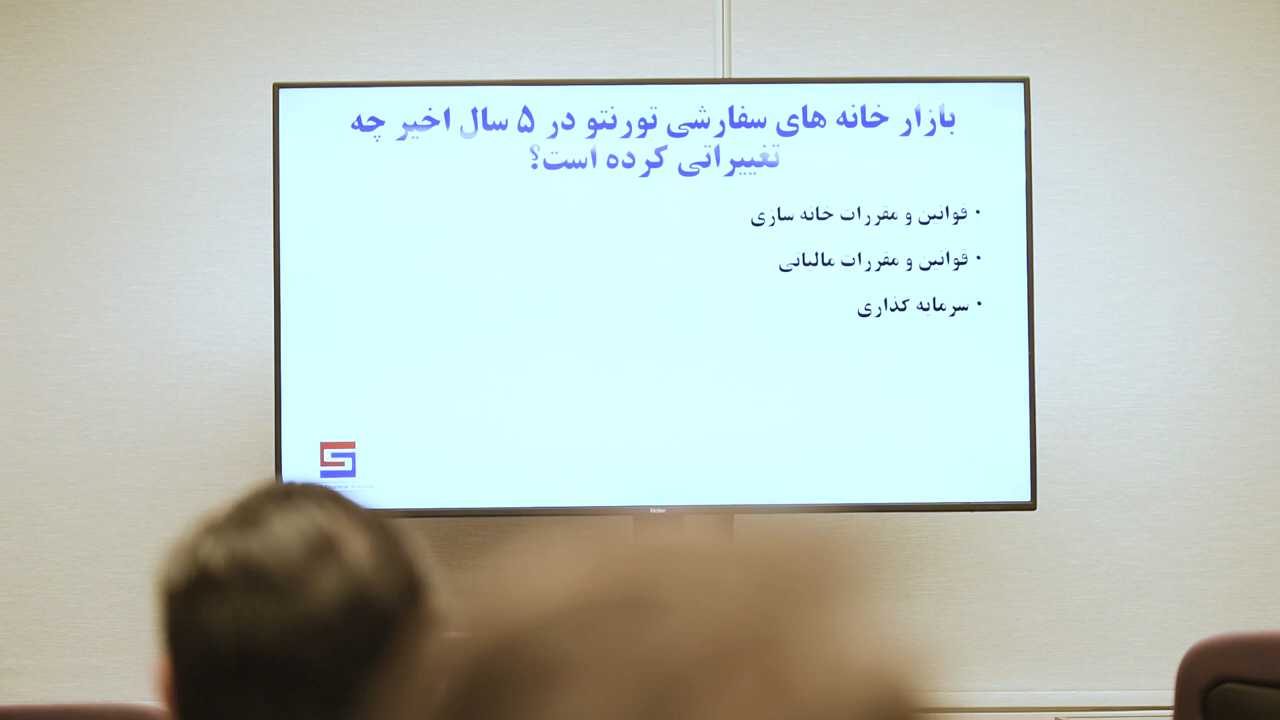 بازار خانه های سفارشی تورنتو در ۵ سال اخیر چه
تغییراتی کرده است؟
• قوانین و مقررات خانه سازی
• قوانین و مقررات مالیاتی
• سرمایه گذاری
Haier